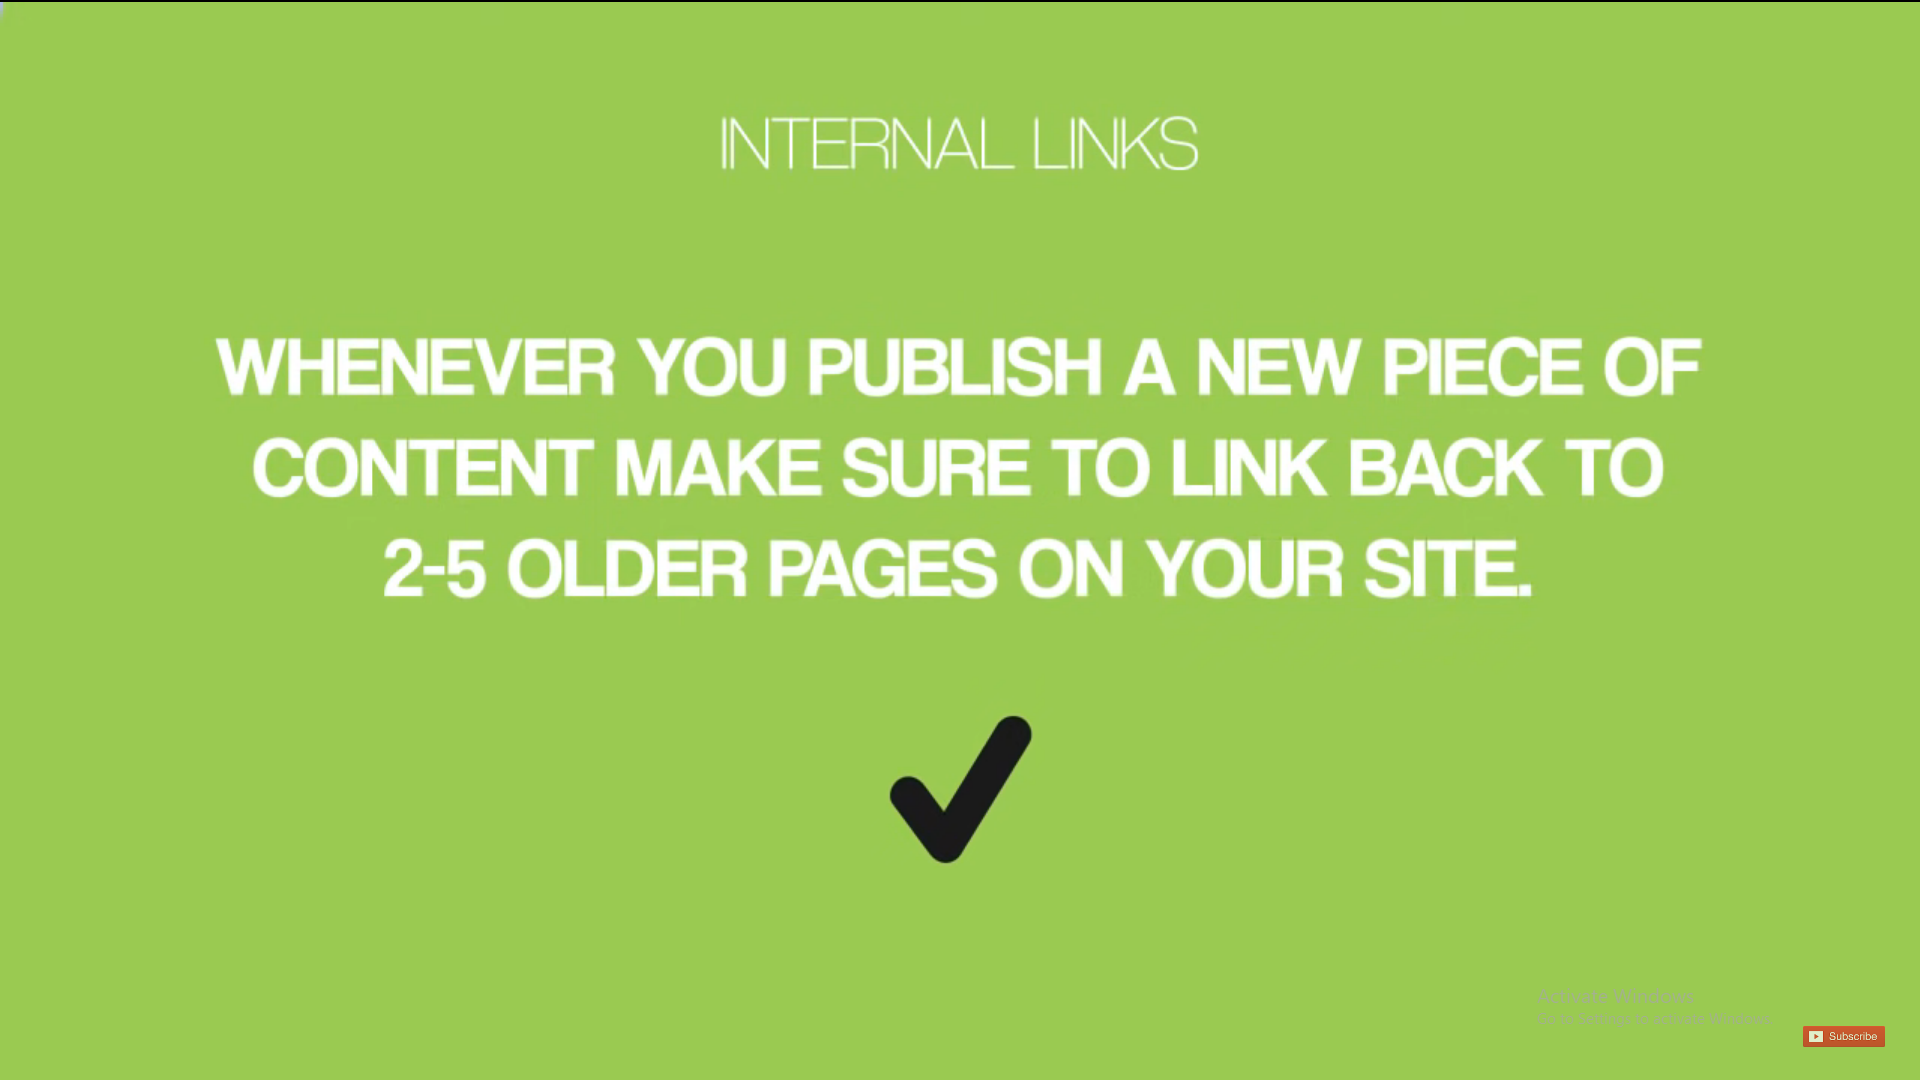 INTERNAL LINKS
WHENEVER YOU PUBLISH A NEW PIECE OF
CONTENT MAKE SURE TO LINK BACK TO
2-5 OLDER PAGES ON YOUR SITE.
Activate Windows
Go to Settings to activate Windows.
Subscribe